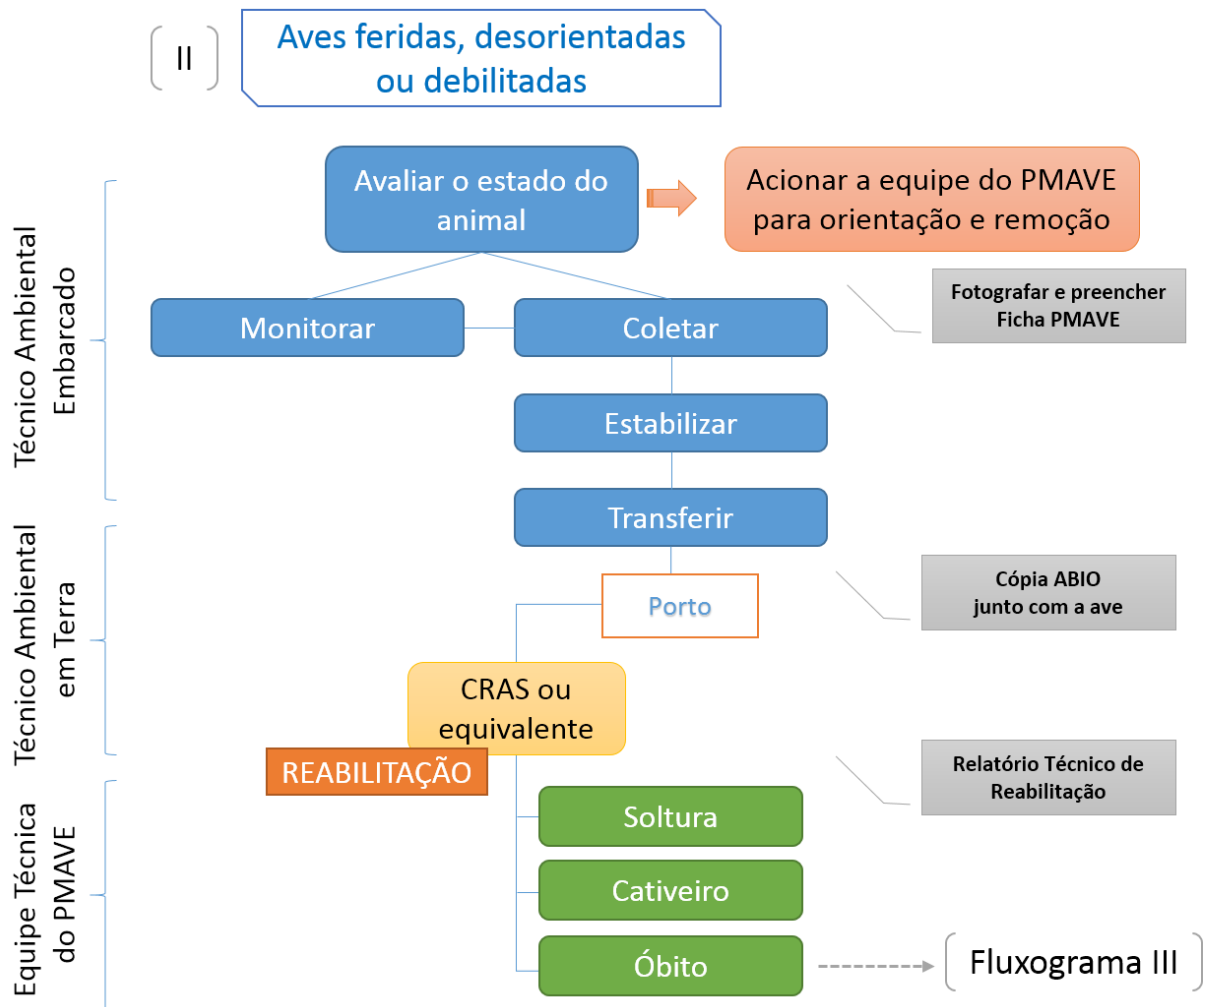 II
Aves feridas, desorientadas
ou debilitadas
Avaliar o estado do
animal
Acionar a equipe do PMAVE
para orientação e remoção
Técnico Ambiental
Embarcado
Fotografar e preencher
Ficha PMAVE
Monitorar
Coletar
Estabilizar
Transferir
Técnico Ambiental
em Terra
Cópia ABIO
junto com a ave
Porto
CRAS ou
equivalente
REABILITAÇÃO
Relatório Técnico de
Reabilitação
Equipe Técnica
do PMAVE
Soltura
Cativeiro
Óbito
Fluxograma III